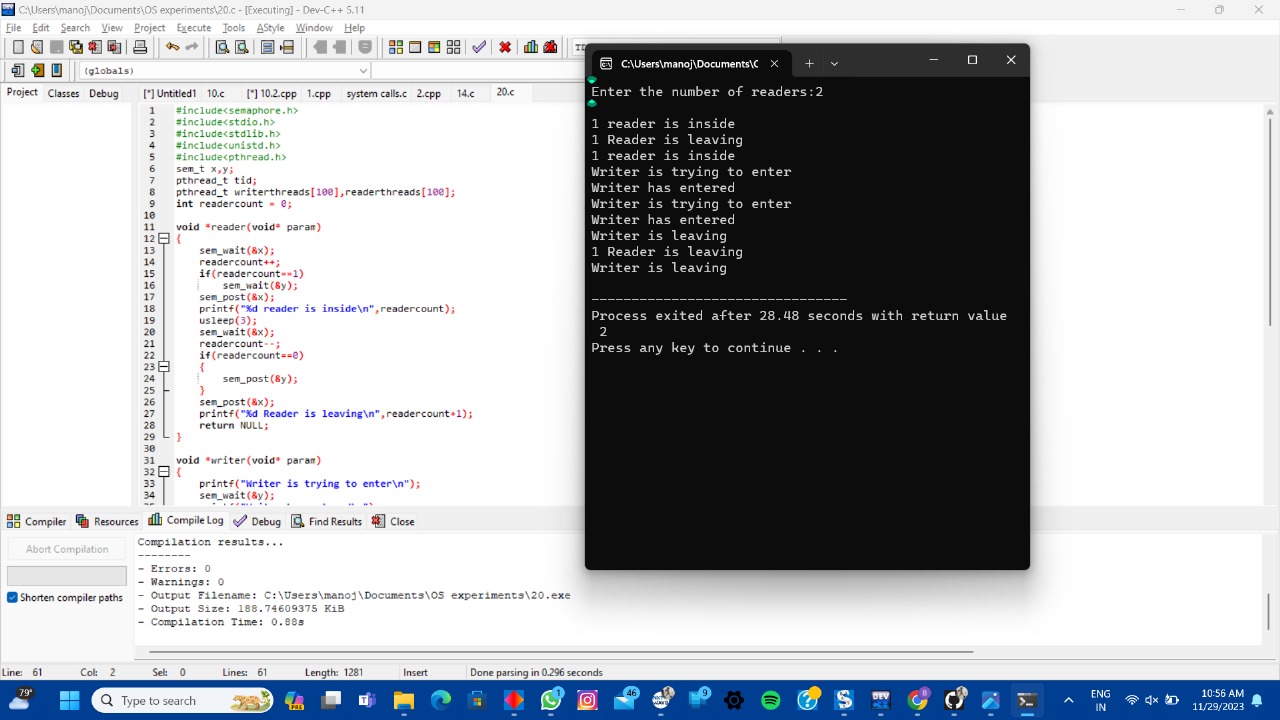 C:\Users\manoj\Documents\OS experiments\20.c - [Executing] - Dev-C++ 5.11
File Edit Search View Project Execute Tools AStyle Window Help
(globals)
Project Classes Debug
[*] Untitled1 10.c [*] 10.2.cpp 1.cpp system calls.c 2.cpp 14.c 20.c
1 #include<semaphore.h>
2 #include<stdio.h>
3 #include<stdlib.h>
4 #include<unistd.h>
5 #include<pthread.h>
6 sem_t x,y;
7 pthread_t tid;
8 pthread_t writerthreads[100],readerthreads[100];
9 int readercount = 0;
10
11 void *reader(void* param)
12 {
13 sem_wait(&x);
14 readercount++;
15 if(readercount==1)
16 sem_wait(&y);
17 sem_post(&x);
18 printf("%d reader is inside\n",readercount);
19 usleep(3);
20 sem_wait(&x);
21 readercount--;
22 if(readercount==0)
23 {
24 sem_post(&y);
25 }
26 sem_post(&x);
27 printf("%d Reader is leaving\n",readercount+1);
28 return NULL;
29 }
30
31 void *writer(void* param)
32 {
33 printf("Writer is trying to enter\n");
34 sem_wait(&y);
C:\Users\manoj\Documents\C
Enter the number of readers:2
1 reader is inside
1 Reader is leaving
1 reader is inside
Writer is trying to enter
Writer has entered
Writer is trying to enter
Writer has entered
Writer is leaving
1 Reader is leaving
Writer is leaving
--------------------------------
Process exited after 28.48 seconds with return value
2
Press any key to continue . . .
Compiler Resources Compile Log Debug Find Results Close
Abort Compilation
Shorten compiler paths
Compilation results...
--------
- Errors: 0
- Warnings: 0
- Output Filename: C:\Users\manoj\Documents\OS experiments\20.exe
- Output Size: 188.74609375 KiB
- Compilation Time: 0.88s
Line: 61 Col: 2 Sel: 0 Lines: 61 Length: 1281 Insert Done parsing in 0.296 seconds
79°
Type to search
PRE
1
46
9
DEV
8
ENG
IN
10:56 AM
11/29/2023